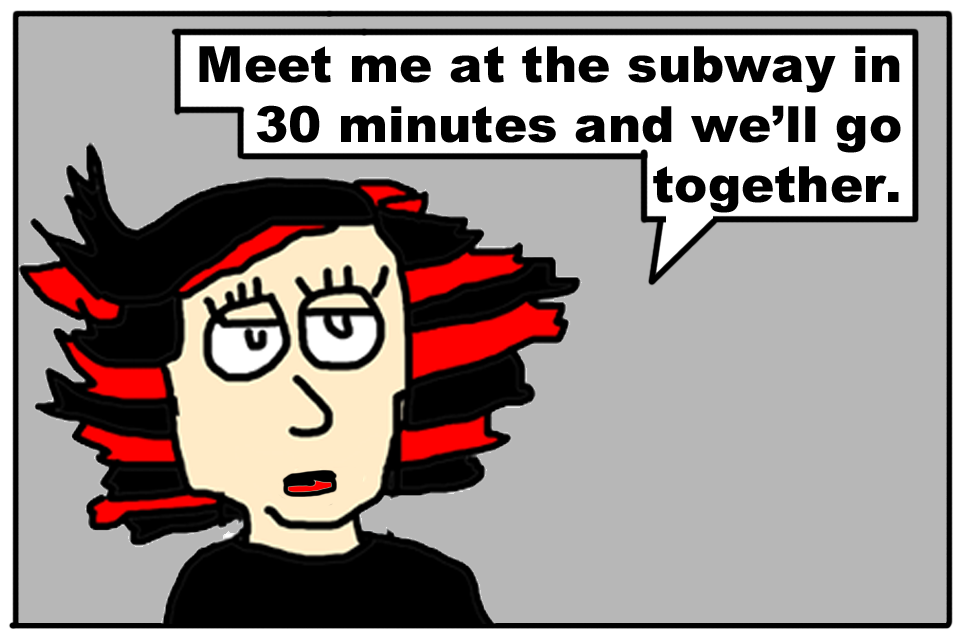 Meet me at the subway in
30 minutes and we’ll go
together.